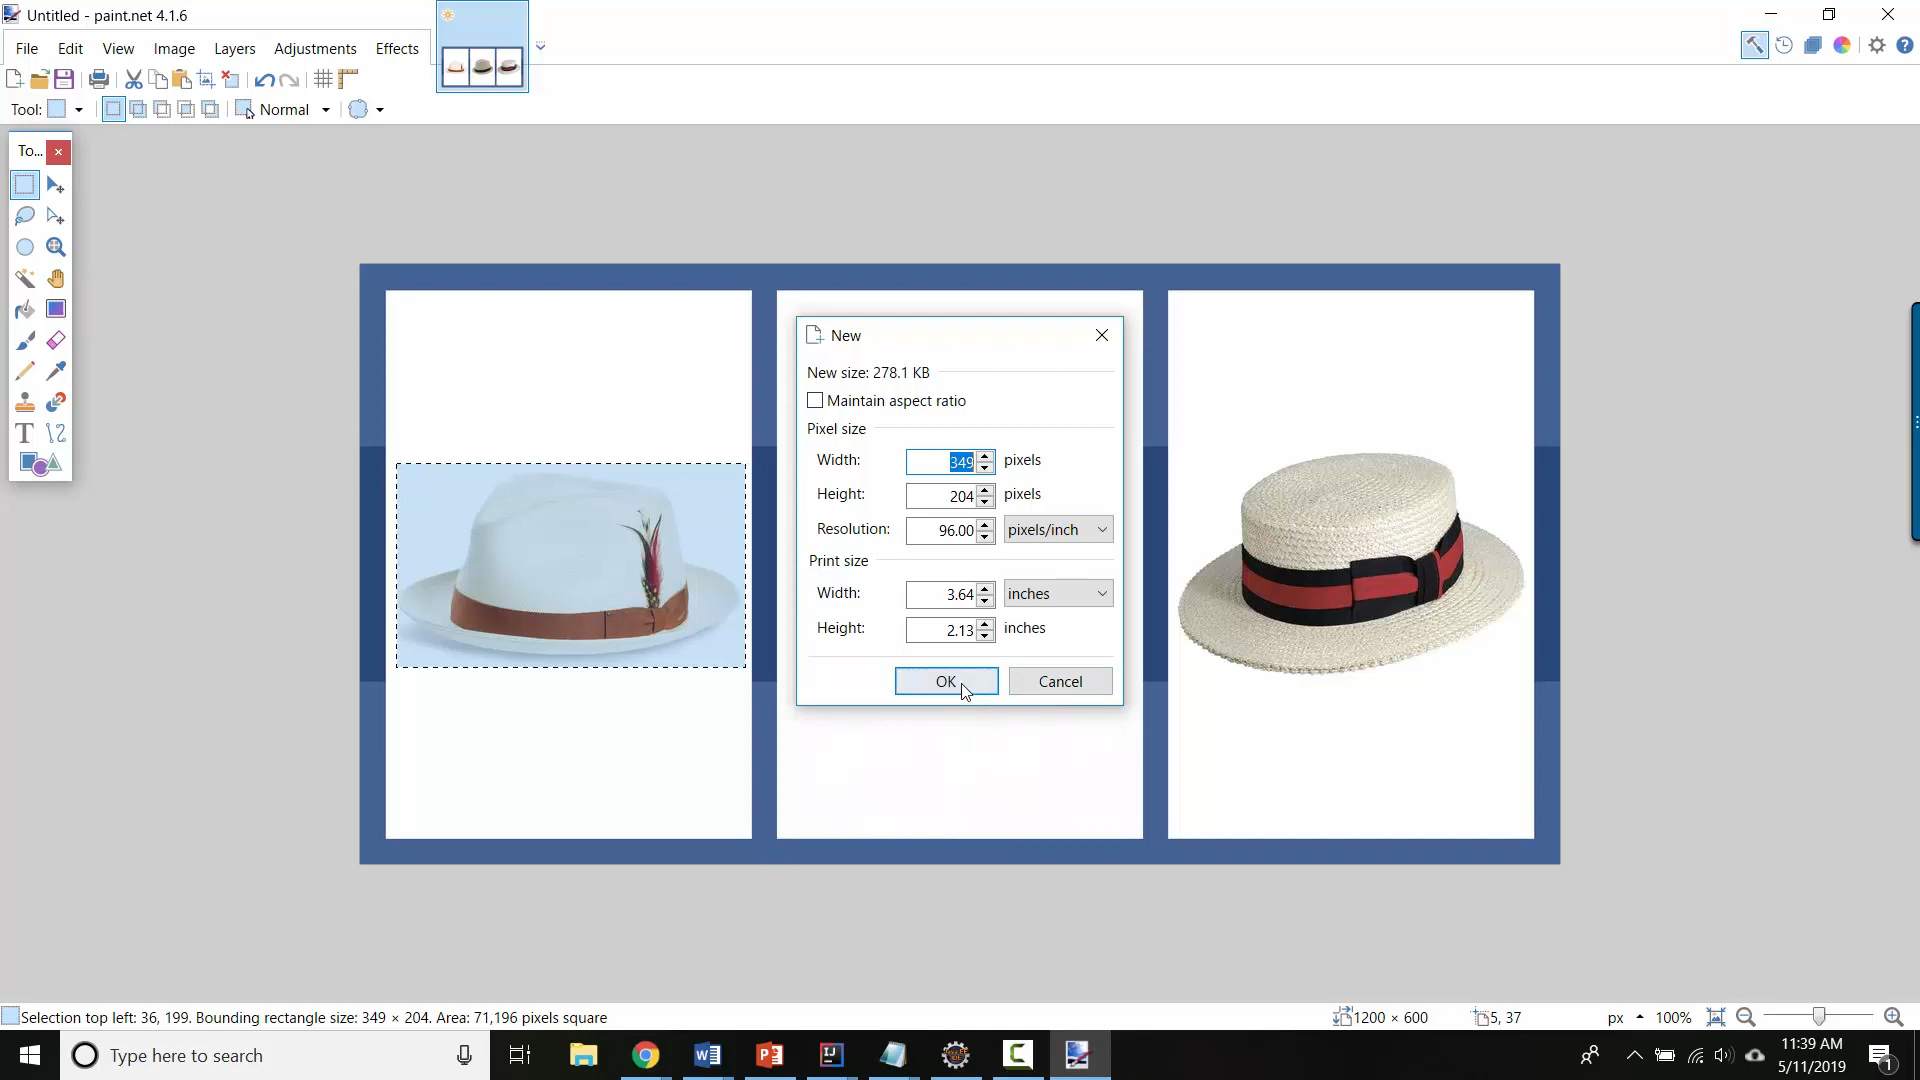 Untitled - paint.net 4.1.6
File Edit View Image Layers Adjustments Effects
Tool: Normal
To...
New
New size: 278.1 KB
Maintain aspect ratio
Pixel size
Width: 349 pixels
Height: 204 pixels
Resolution: 96.00 pixels/inch
Print size
Width: 3.64 inches
Height: 2.13 inches
OK Cancel
Selection top left: 36, 199. Bounding rectangle size: 349 × 204. Area: 71,196 pixels square
1200 × 600 5, 37 px 100%
Type here to search
11:39 AM
5/11/2019
1